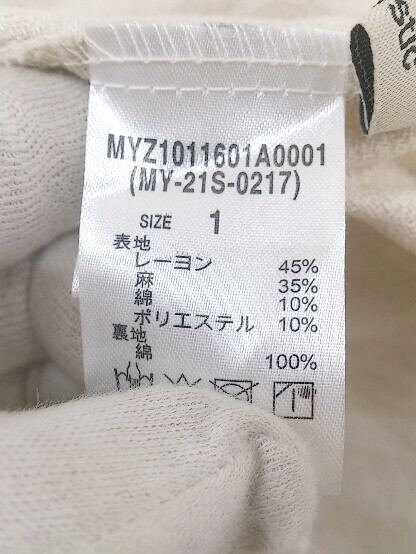 MYZ1011601A0001
(MY-21S-0217)
SIZE 1
表地
レーヨン 45%
麻 35%
綿 10%
ポリエステル 10%
裏地
綿 100%